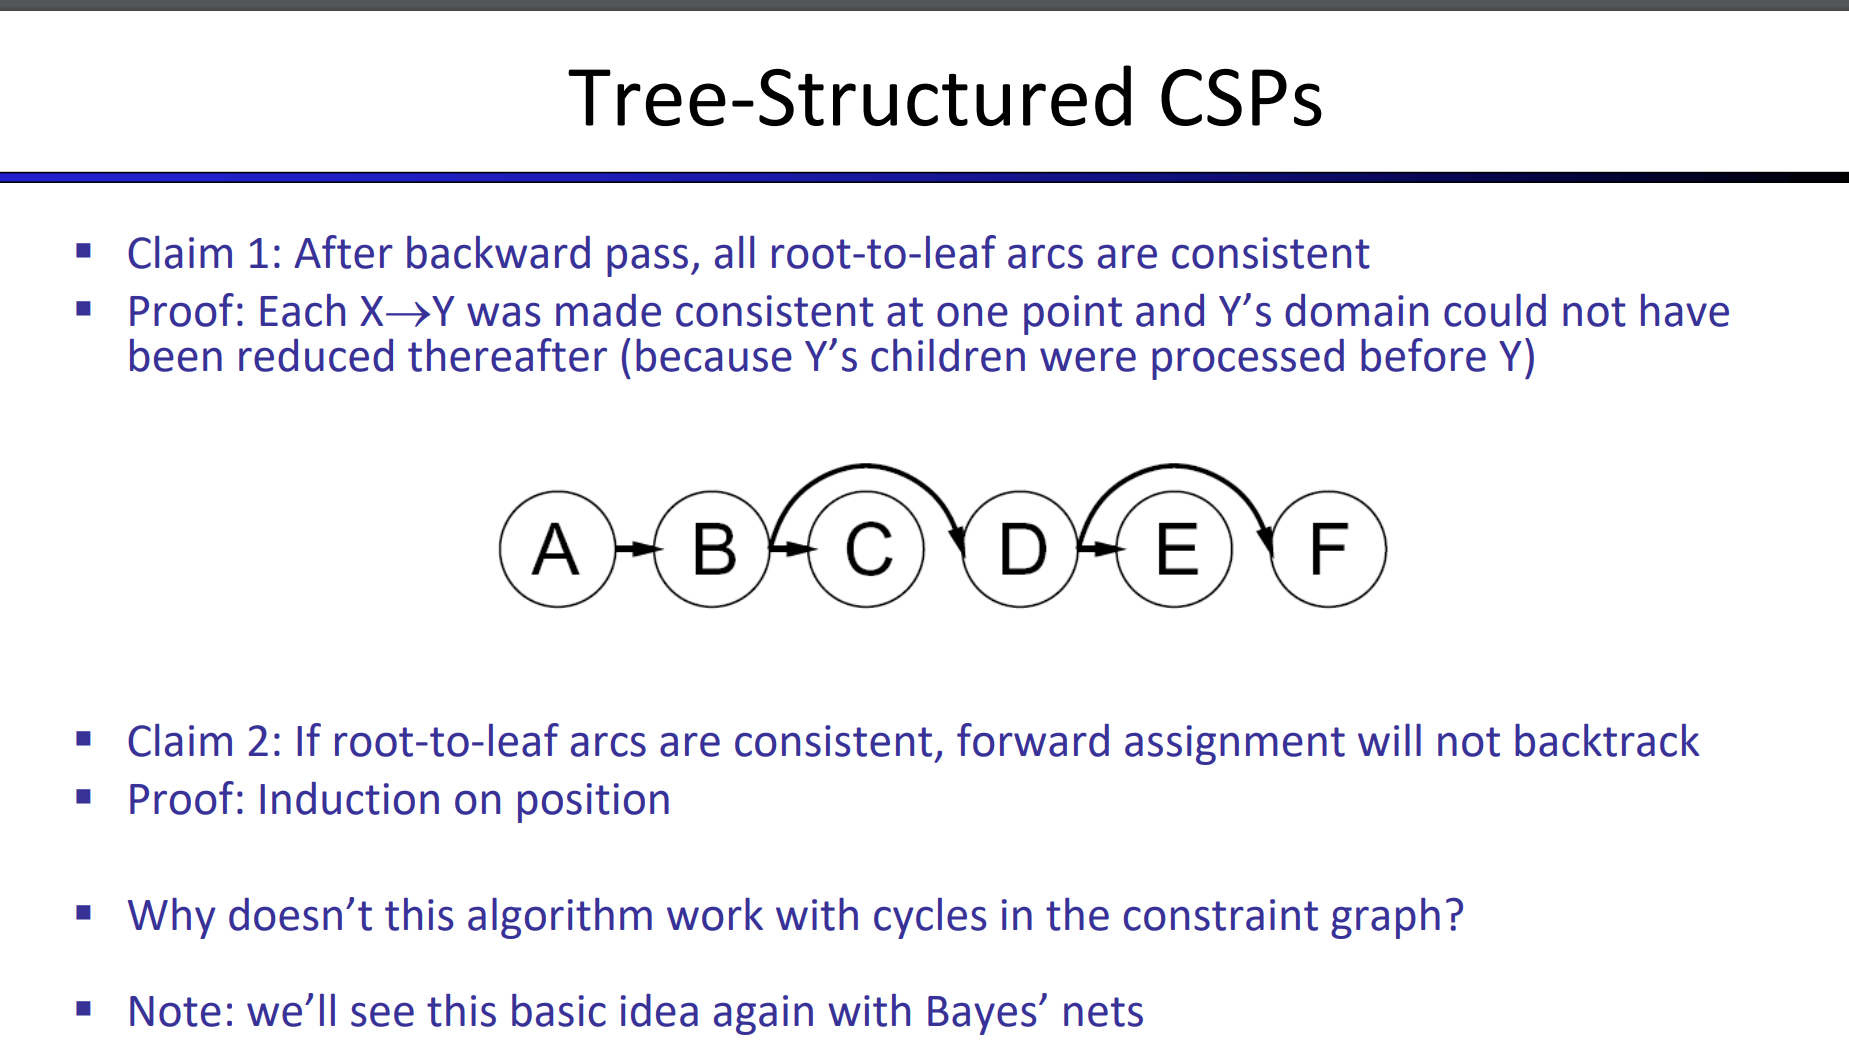 Tree-Structured CSPs
▪ Claim 1: After backward pass, all root-to-leaf arcs are consistent
▪ Proof: Each X→Y was made consistent at one point and Y’s domain could not have
been reduced thereafter (because Y’s children were processed before Y)
A B C D E F
▪ Claim 2: If root-to-leaf arcs are consistent, forward assignment will not backtrack
▪ Proof: Induction on position
▪ Why doesn’t this algorithm work with cycles in the constraint graph?
▪ Note: we’ll see this basic idea again with Bayes’ nets